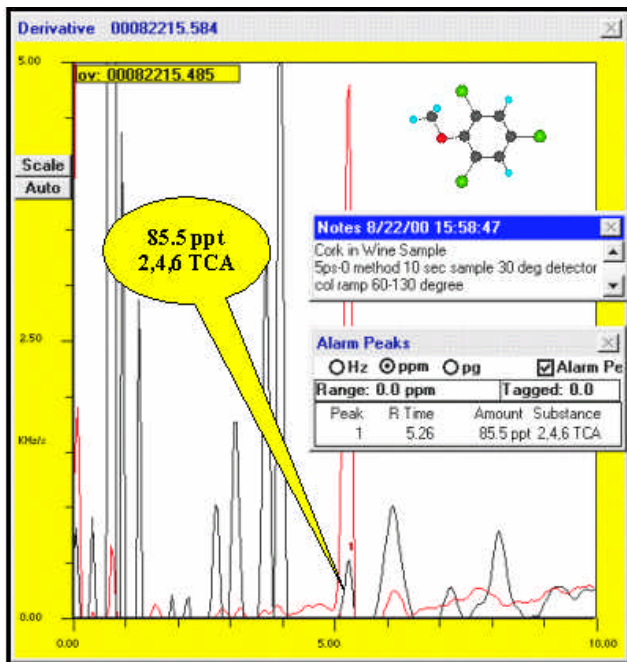 Derivative 00082215.584
5.00
ov: 00082215.485
Scale
Auto
85.5 ppt
2,4,6 TCA
Notes 8/22/00 15:58:47
Cork in Wine Sample
5ps-0 method 10 sec sample 30 deg detector
col ramp 60-130 degree
2.50
Alarm Peaks
Hz ppm pg Alarm Pe
Range: 0.0 ppm Tagged: 0.0
Peak R Time Amount Substance
1 5.26 85.5 ppt 2,4,6 TCA
KHz/s
0.00
0.00 5.00 10.00